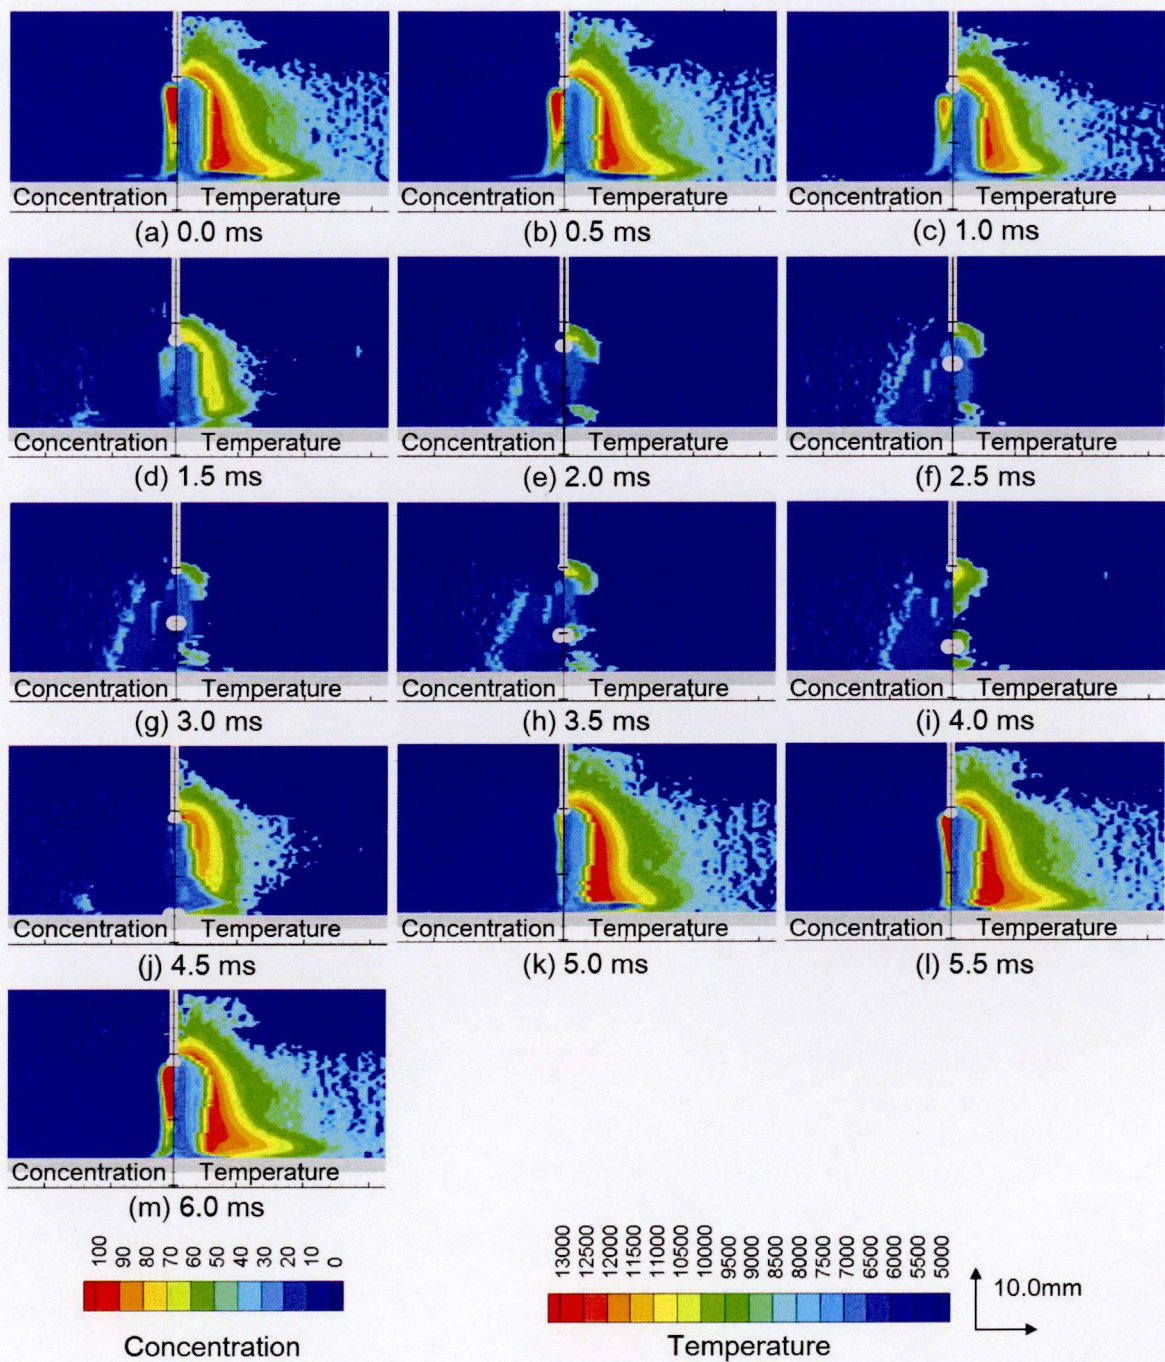 Concentration Temperature Concentration Temperature Concentration Temperature
(a) 0.0 ms (b) 0.5 ms (c) 1.0 ms
Concentration Temperature Concentration Temperature Concentration Temperature
(d) 1.5 ms (e) 2.0 ms (f) 2.5 ms
Concentration Temperature Concentration Temperature Concentration Temperature
(g) 3.0 ms (h) 3.5 ms (i) 4.0 ms
Concentration Temperature Concentration Temperature Concentration Temperature
(j) 4.5 ms (k) 5.0 ms (l) 5.5 ms
Concentration Temperature
(m) 6.0 ms
100 90 80 70 60 50 40 30 20 10 0
Concentration
13000 12500 12000 11500 11000 10500 10000 9500 9000 8500 8000 7500 7000 6500 6000 5500 5000
Temperature
10.0mm